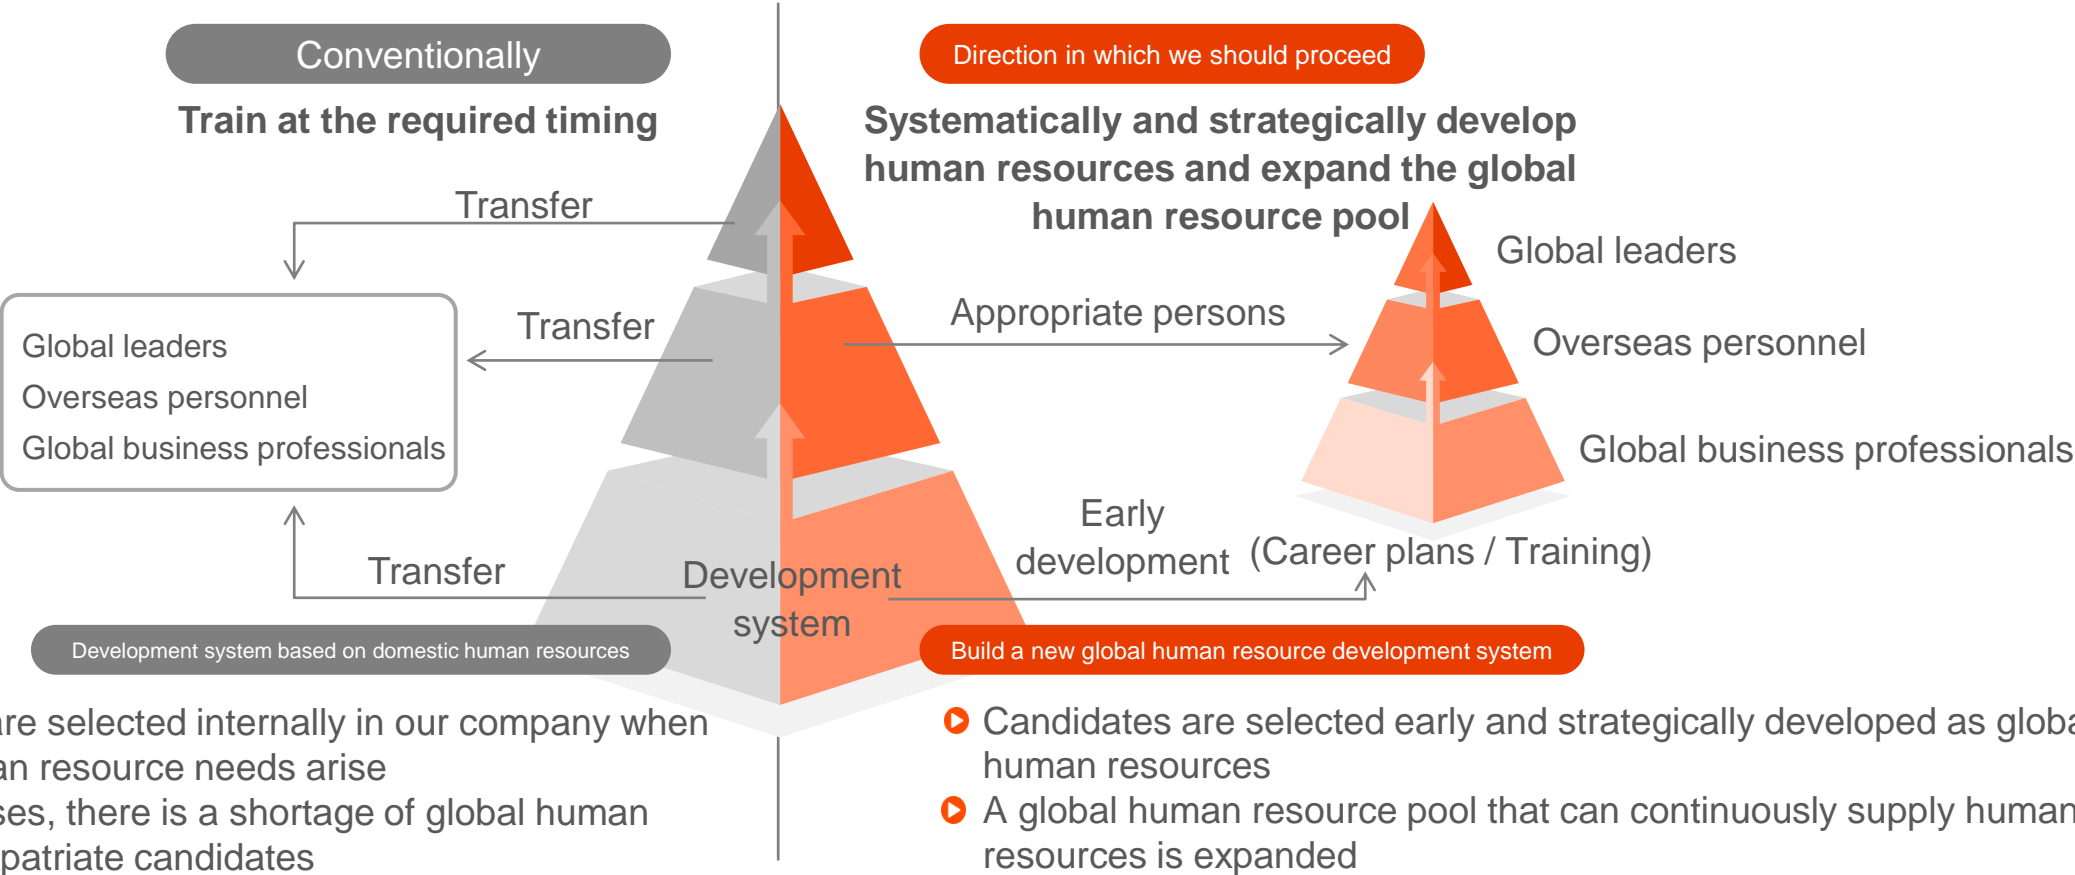 Conventionally
Train at the required timing
Transfer
Transfer
Global leaders
Overseas personnel
Global business professionals
Transfer
Development
system
Development system based on domestic human resources
are selected internally in our company when
an resource needs arise
ses, there is a shortage of global human
patriate candidates
Direction in which we should proceed
Systematically and strategically develop
human resources and expand the global
human resource pool
Global leaders
Appropriate persons
Overseas personnel
Global business professionals
Early
development
(Career plans / Training)
Build a new global human resource development system
Candidates are selected early and strategically developed as globa
human resources
A global human resource pool that can continuously supply human
resources is expanded